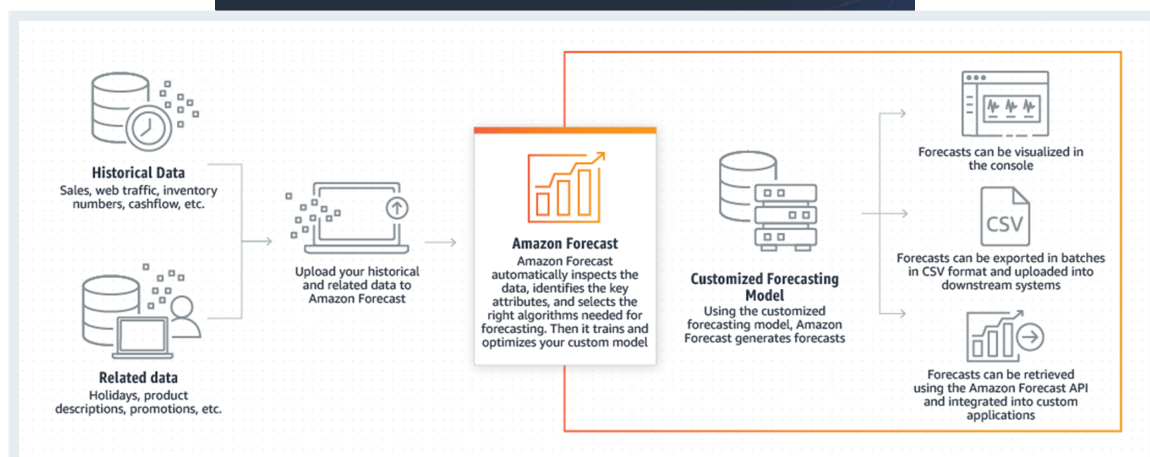 Historical Data
Sales, web traffic, inventory
numbers, cashflow, etc.
Related data
Holidays, product
descriptions, promotions, etc.
Upload your historical
and related data to
Amazon Forecast
Amazon Forecast
Amazon Forecast
automatically inspects the
data, identifies the key
attributes, and selects the
right algorithms needed for
forecasting. Then it trains and
optimizes your custom model
Customized Forecasting
Model
Using the customized
forecasting model, Amazon
Forecast generates forecasts
Forecasts can be visualized in
the console
CSV
Forecasts can be exported in batches
in CSV format and uploaded into
downstream systems
Forecasts can be retrieved
using the Amazon Forecast API
and integrated into custom
applications